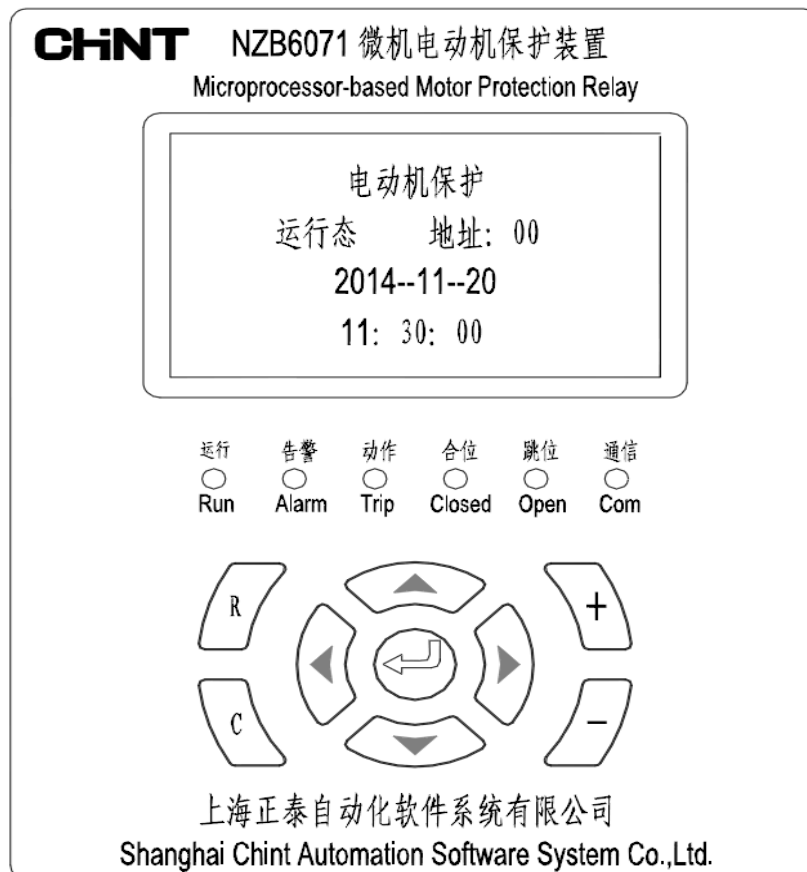 CHiNT NZB6071 微机电动机保护装置
Microprocessor-based Motor Protection Relay
电动机保护
运行态 地址: 00
2014--11--20
11: 30: 00
运行 告警 动作 合位 跳位 通信
Run Alarm Trip Closed Open Com
R +
C −
上海正泰自动化软件系统有限公司
Shanghai Chint Automation Software System Co.,Ltd.